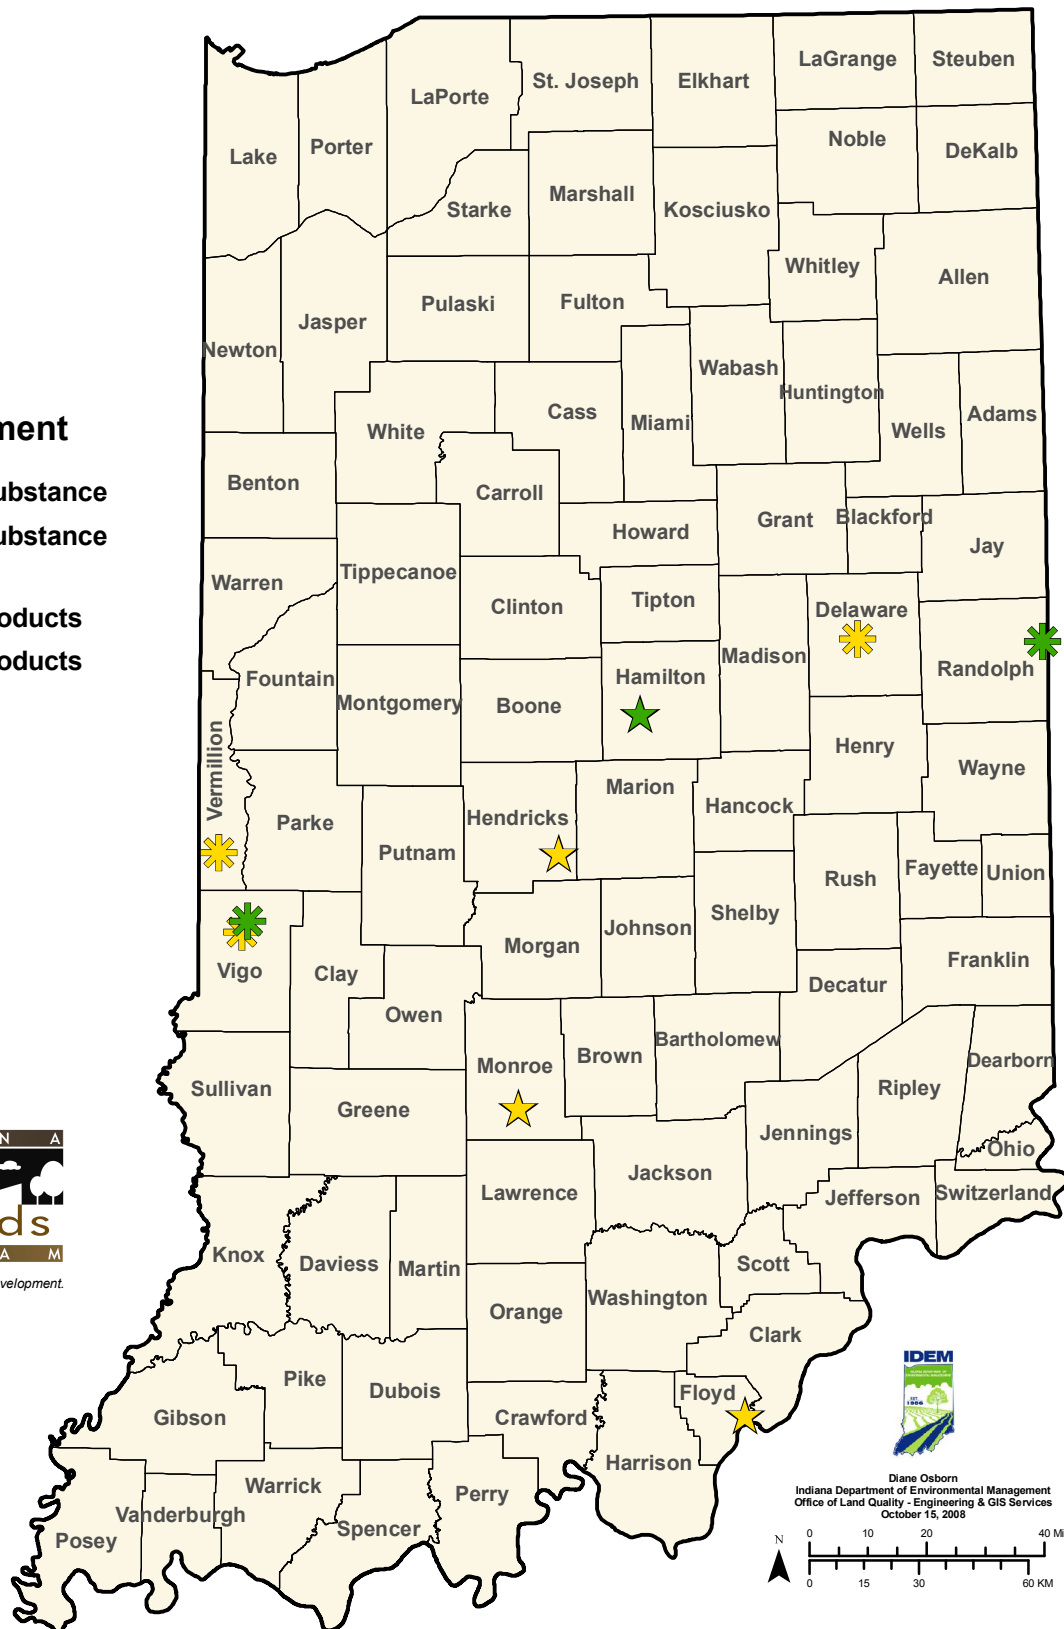 ment
ubstance
ubstance
oducts
oducts
LaGrange
Steuben
St. Joseph
Elkhart
LaPorte
Noble
DeKalb
Lake
Porter
Marshall
Starke
Kosciusko
Whitley
Allen
Pulaski
Fulton
Jasper
Newton
Wabash
Huntington
Cass
Miami
Adams
White
Wells
Benton
Carroll
Grant
Blackford
Howard
Jay
Tippecanoe
Warren
Clinton
Tipton
Delaware
Madison
Randolph
Fountain
Hamilton
Montgomery
Boone
Henry
Vermillion
Wayne
Marion
Hancock
Hendricks
Parke
Putnam
Rush
Fayette
Union
Shelby
Johnson
Morgan
Franklin
Vigo
Clay
Decatur
Owen
Bartholomew
Brown
Monroe
Dearborn
Sullivan
Ripley
Greene
Jennings
Ohio
N A
Jackson
Lawrence
Jefferson
Switzerland
ds
A M
Knox
Daviess
Martin
Scott
velopment.
Washington
Orange
Clark
IDEM
Pike
Dubois
Floyd
Gibson
Crawford
EST
1986
Harrison
Warrick
Perry
Vanderburgh
Spencer
Posey
Diane Osborn
Indiana Department of Environmental Management
Office of Land Quality - Engineering & GIS Services
October 15, 2008
N
0 10 20 40 Mi
0 15 30 60 KM